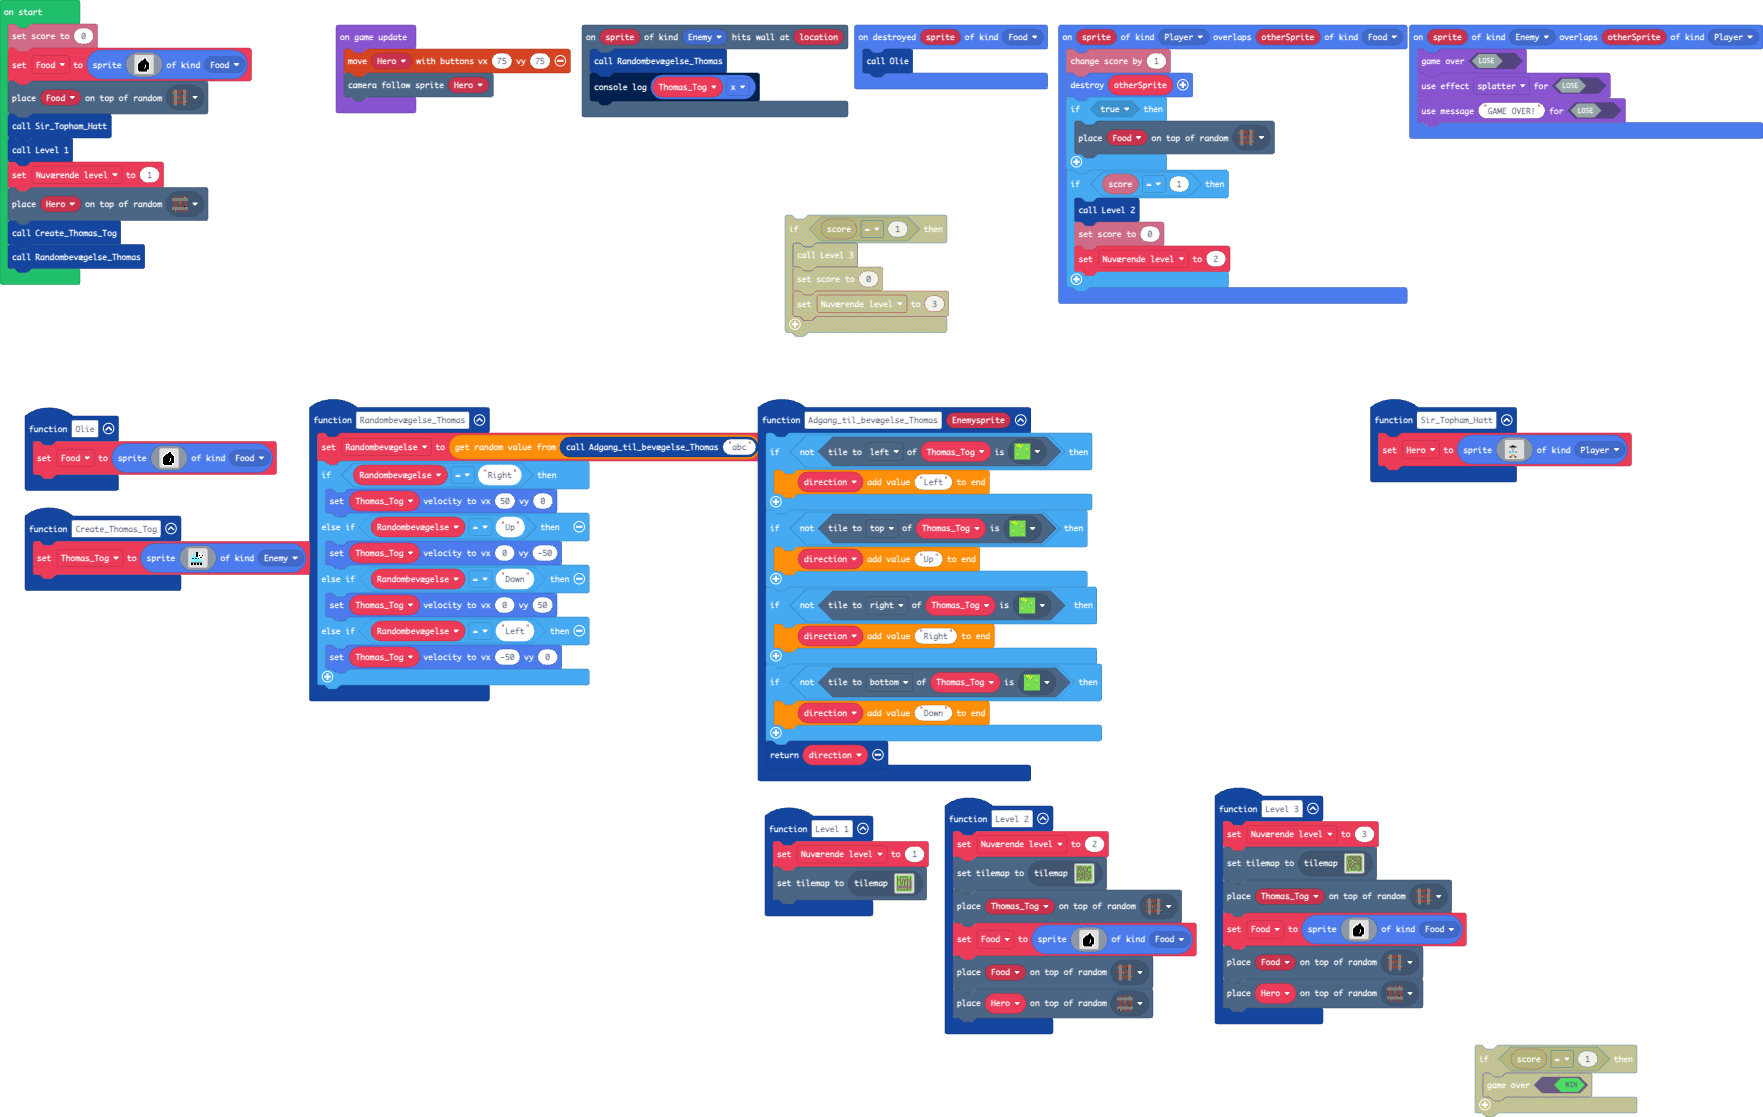 on start
set score to 0
set Food to sprite of kind Food
place Food on top of random
call Sir_Topham_Hatt
call Level 1
set Nuværende level to 1
place Hero on top of random
call Create_Thomas_Tog
call Randombevægelse_Thomas
on game update
move Hero with buttons vx 75 vy 75
camera follow sprite Hero
on sprite of kind Enemy hits wall at location
call Randombevægelse_Thomas
console log Thomas_Tog x
on destroyed sprite of kind Food
call Olie
on sprite of kind Player overlaps otherSprite of kind Food
change score by 1
destroy otherSprite
if true then
place Food on top of random
if score = 1 then
call Level 2
set score to 0
set Nuværende level to 2
on sprite of kind Enemy overlaps otherSprite of kind Player
game over LOSE
use effect splatter for LOSE
use message "GAME OVER!" for LOSE
if score = 1 then
call Level 3
set score to 0
set Nuværende level to 3
function Olie
set Food to sprite of kind Food
function Create_Thomas_Tog
set Thomas_Tog to sprite of kind Enemy
function Randombevægelse_Thomas
set Randombevægelse to get random value from call Adgang_til_bevægelse_Thomas "abc"
if Randombevægelse = "Right" then
set Thomas_Tog velocity to vx 50 vy 0
else if Randombevægelse = "Up" then
set Thomas_Tog velocity to vx 0 vy -50
else if Randombevægelse = "Down" then
set Thomas_Tog velocity to vx 0 vy 50
else if Randombevægelse = "Left" then
set Thomas_Tog velocity to vx -50 vy 0
function Adgang_til_bevægelse_Thomas Enemysprite
if not tile to left of Thomas_Tog is then
direction add value "Left" to end
if not tile to top of Thomas_Tog is then
direction add value "Up" to end
if not tile to right of Thomas_Tog is then
direction add value "Right" to end
if not tile to bottom of Thomas_Tog is then
direction add value "Down" to end
return direction
function Sir_Topham_Hatt
set Hero to sprite of kind Player
function Level 1
set Nuværende level to 1
set tilemap to tilemap
function Level 2
set Nuværende level to 2
set tilemap to tilemap
place Thomas_Tog on top of random
set Food to sprite of kind Food
place Food on top of random
place Hero on top of random
function Level 3
set Nuværende level to 3
set tilemap to tilemap
place Thomas_Tog on top of random
set Food to sprite of kind Food
place Food on top of random
place Hero on top of random
if score = 1 then
game over WIN